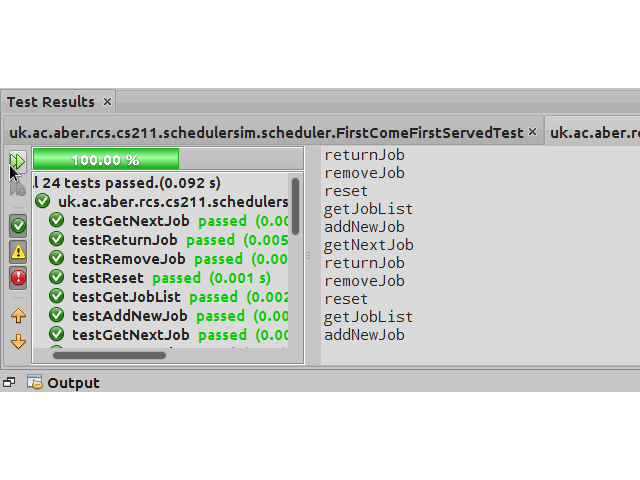 Test Results ×
uk.ac.aber.rcs.cs211.schedulersim.scheduler.FirstComeFirstServedTest × uk.ac.aber.rc
100.00 %
ll 24 tests passed.(0.092 s)
uk.ac.aber.rcs.cs211.schedulers
testGetNextJob passed (0.00
testReturnJob passed (0.005
testRemoveJob passed (0.00
testReset passed (0.001 s)
testGetJobList passed (0.002
testAddNewJob passed (0.00
testGetNextJob passed (0.00
returnJob
removeJob
reset
getJobList
addNewJob
getNextJob
returnJob
removeJob
reset
getJobList
addNewJob
Output